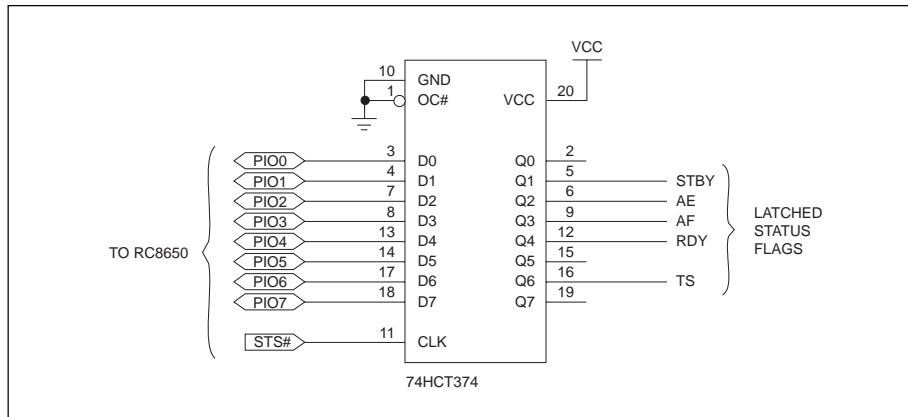 VCC
10 GND
1 OC# VCC 20
PIO0 3 D0 Q0 2
PIO1 4 D1 Q1 5 STBY
PIO2 7 D2 Q2 6 AE
PIO3 8 D3 Q3 9 AF
PIO4 13 D4 Q4 12 RDY
PIO5 14 D5 Q5 15
PIO6 17 D6 Q6 16 TS
PIO7 18 D7 Q7 19
TO RC8650
LATCHED
STATUS
FLAGS
STS# 11 CLK
74HCT374